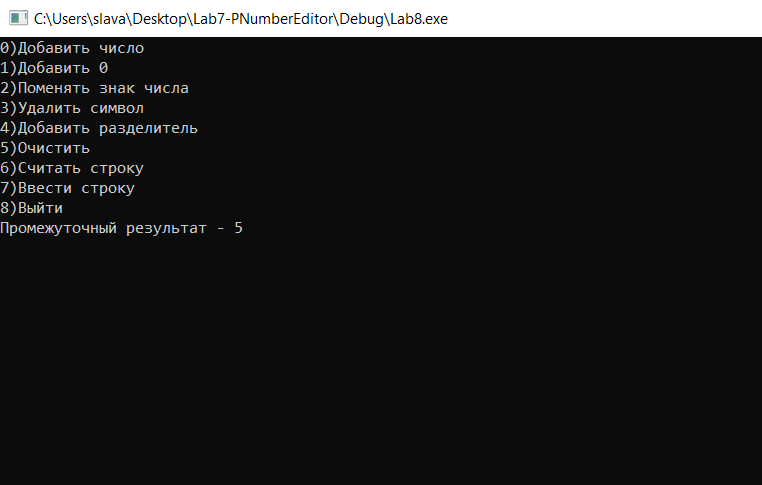 C:\Users\slava\Desktop\Lab7-PNumberEditor\Debug\Lab8.exe
0)Добавить число
1)Добавить 0
2)Поменять знак числа
3)Удалить символ
4)Добавить разделитель
5)Очистить
6)Считать строку
7)Ввести строку
8)Выйти
Промежуточный результат - 5